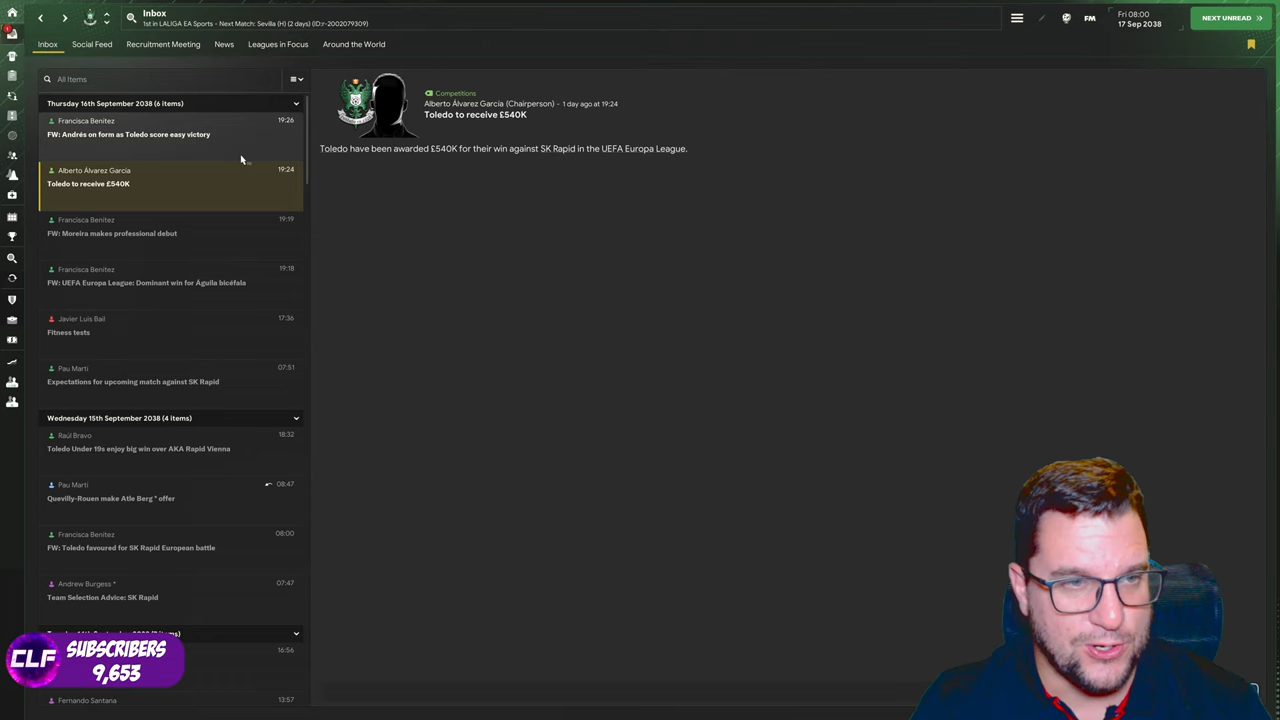 Inbox
1st in LALIGA EA Sports - Next Match: Sevilla (H) (2 days) (ID:r-2002079309)
FM
Fri 08:00
17 Sep 2038
NEXT UNREAD
Inbox
Social Feed
Recruitment Meeting
News
Leagues in Focus
Around the World
All Items
Thursday 16th September 2038 (6 items)
Francisca Benítez
19:26
FW: Andrés on form as Toledo score easy victory
Alberto Álvarez García
19:24
Toledo to receive £540K
Francisca Benítez
19:19
FW: Moreira makes professional debut
Francisca Benítez
19:18
FW: UEFA Europa League: Dominant win for Águila bicéfala
Javier Luis Bail
17:36
Fitness tests
Pau Martí
07:51
Expectations for upcoming match against SK Rapid
Wednesday 15th September 2038 (4 items)
Raúl Bravo
18:32
Toledo Under 19s enjoy big win over AKA Rapid Vienna
Pau Martí
08:47
Quevilly-Rouen make Atle Berg * offer
Francisca Benítez
08:00
FW: Toledo favoured for SK Rapid European battle
Andrew Burgess *
07:47
Team Selection Advice: SK Rapid
16:56
Fernando Santana
13:57
Competitions
Alberto Álvarez García (Chairperson) - 1 day ago at 19:24
Toledo to receive £540K
Toledo have been awarded £540K for their win against SK Rapid in the UEFA Europa League.
CLF
SUBSCRIBERS
9,653